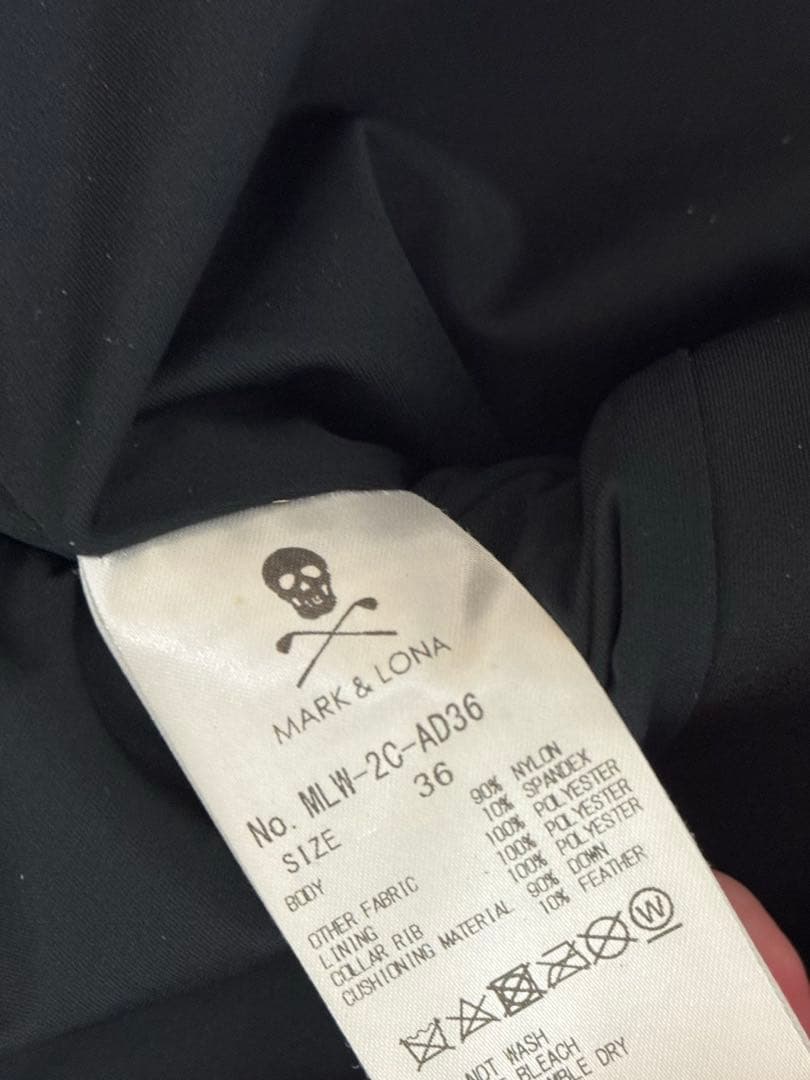 MARK & LONA
No. MLW-2C-AD36
SIZE 36
BODY 90% NYLON
10% SPANDEX
OTHER FABRIC 100% POLYESTER
LINING 100% POLYESTER
COLLAR RIB 100% POLYESTER
CUSHIONING MATERIAL 90% DOWN
10% FEATHER
W
NOT WASH
BLEACH
DRY